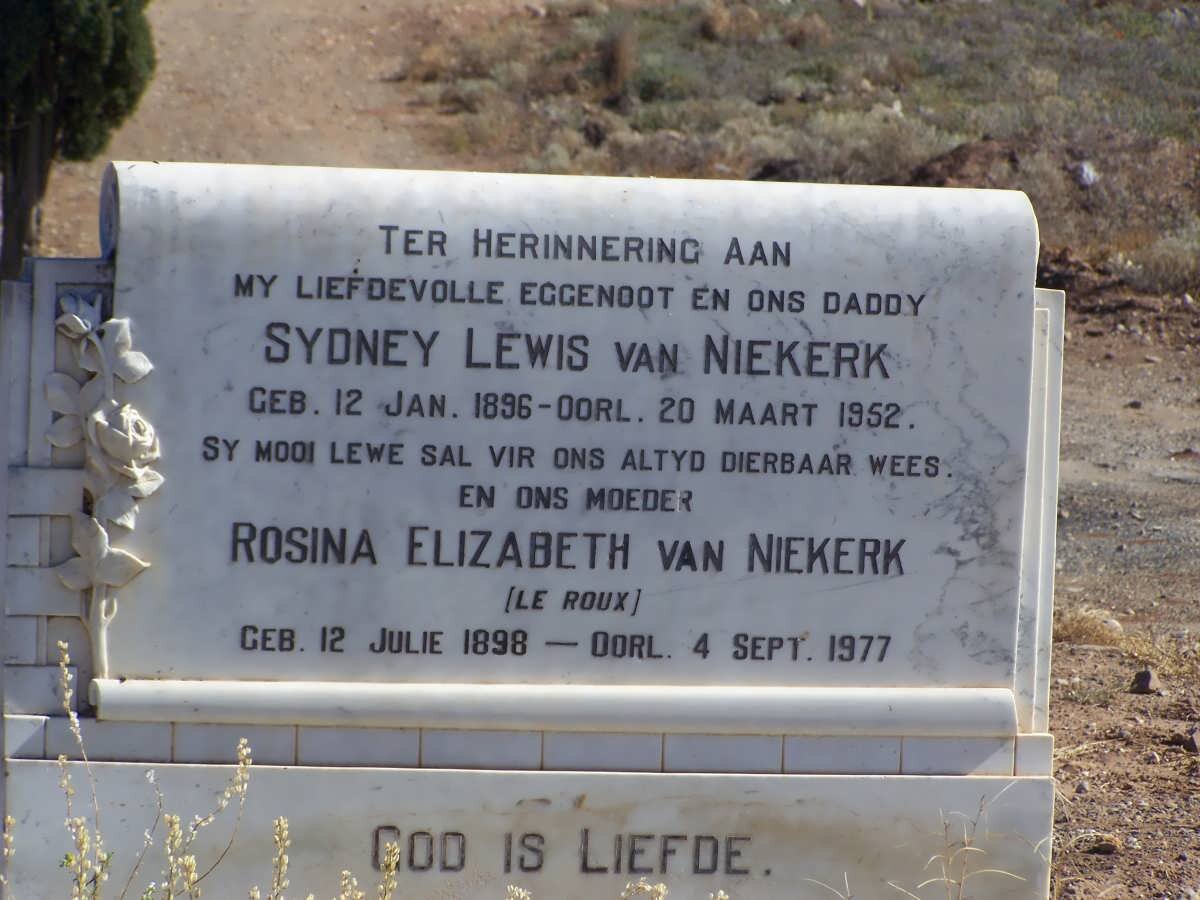 Ter Herinnering Aan
my liefdevolle eggenoot en ons daddy
Sydney Lewis van Niekerk
Geb. 12 Jan. 1896 - Oorl. 20 Maart 1952.
Sy mooi lewe sal vir ons altyd dierbaar wees.
en ons moeder
Rosina Elizabeth van Niekerk
[le Roux]
Geb. 12 Julie 1898 — Oorl. 4 Sept. 1977
God is Liefde.